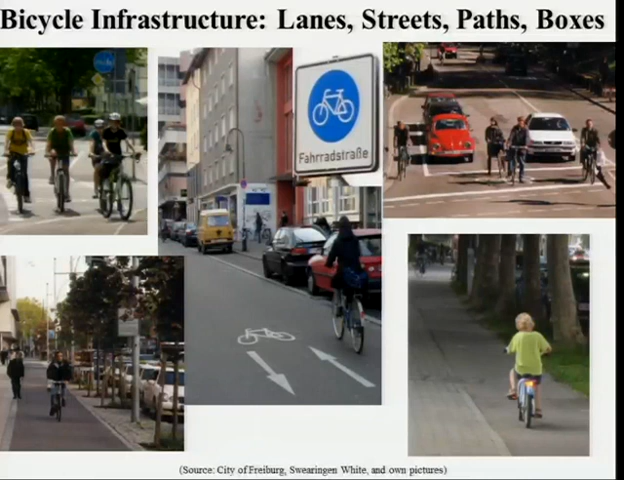 Bicycle Infrastructure: Lanes, Streets, Paths, Boxes
Fahrradstraße
(Source: City of Freiburg, Swearingen White, and own pictures)